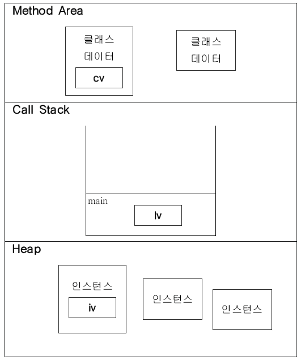 Method Area
클래스
데이터
cv
클래스
데이터
Call Stack
main
lv
Heap
인스턴스
iv
인스턴스
인스턴스